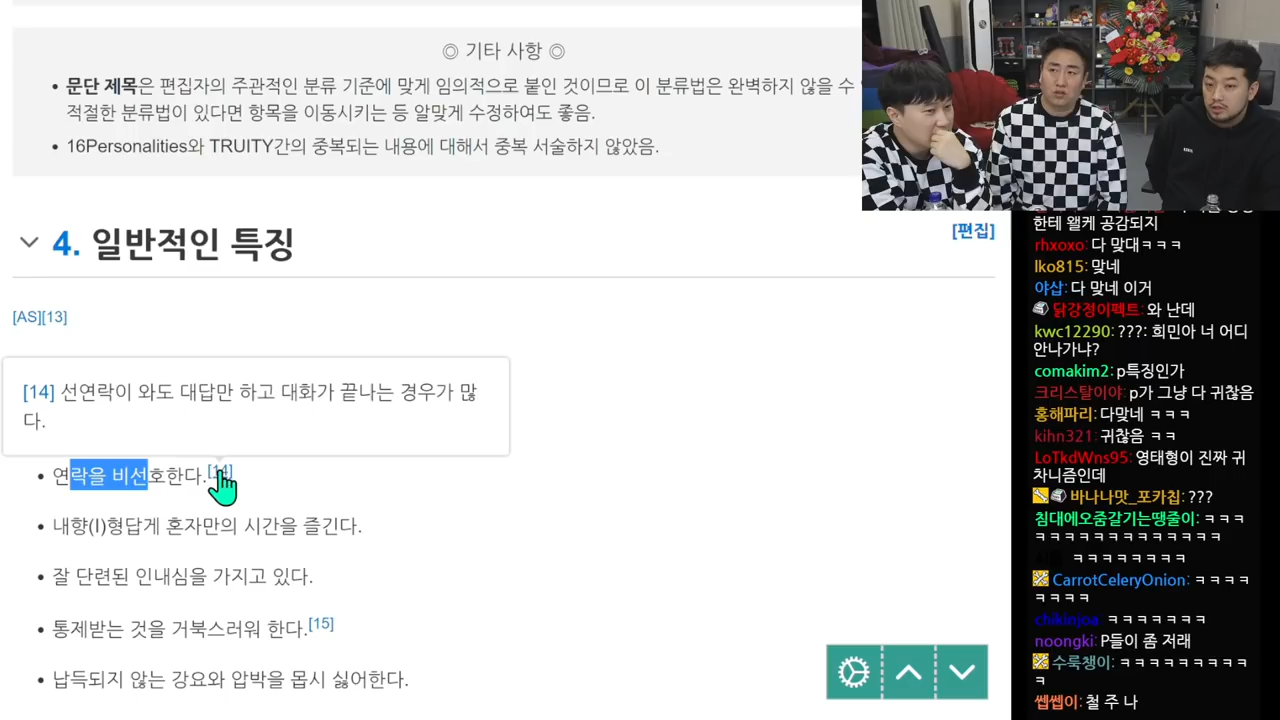 ◎ 기타 사항 ◎
• 문단 제목은 편집자의 주관적인 분류 기준에 맞게 임의적으로 붙인 것이므로 이 분류법은 완벽하지 않을 수
적절한 분류법이 있다면 항목을 이동시키는 등 알맞게 수정하여도 좋음.
• 16Personalities와 TRUITY간의 중복되는 내용에 대해서 중복 서술하지 않았음.
4. 일반적인 특징
[편집]
[AS][13]
[14] 선연락이 와도 대답만 하고 대화가 끝나는 경우가 많
다.
• 연락을 비선호한다.[14]
• 내향(I)형답게 혼자만의 시간을 즐긴다.
• 잘 단련된 인내심을 가지고 있다.
• 통제받는 것을 거북스러워 한다.[15]
• 납득되지 않는 강요와 압박을 몹시 싫어한다.
한테 왤케 공감되지
rhxoxo: 다 맞대ㅋㅋㅋ
lko815: 맞네
야삽: 다 맞네 이거
닭강정이펙트: 와 난데
kwc12290: ???: 희민아 너 어디
안나가냐?
comakim2: p특징인가
크리스탈이야: p가 그냥 다 귀찮음
홍해파리: 다맞네 ㅋㅋㅋ
kihn321: 귀찮음 ㅋㅋ
LoTkdWns95: 영태형이 진짜 귀
차니즘인데
바나나맛_포카칩: ???
침대에오줌갈기는땡줄이: ㅋㅋㅋ
ㅋㅋㅋㅋㅋㅋㅋㅋㅋㅋㅋㅋㅋ
ㅋㅋㅋㅋㅋㅋㅋㅋ
CarrotCeleryOnion: ㅋㅋㅋㅋ
ㅋㅋㅋㅋ
chikinjoa: ㅋㅋㅋㅋㅋㅋㅋ
noongki: P들이 좀 저래
수룩챙이: ㅋㅋㅋㅋㅋㅋㅋㅋㅋ
ㅋ
쎕쎕이: 철 주 나